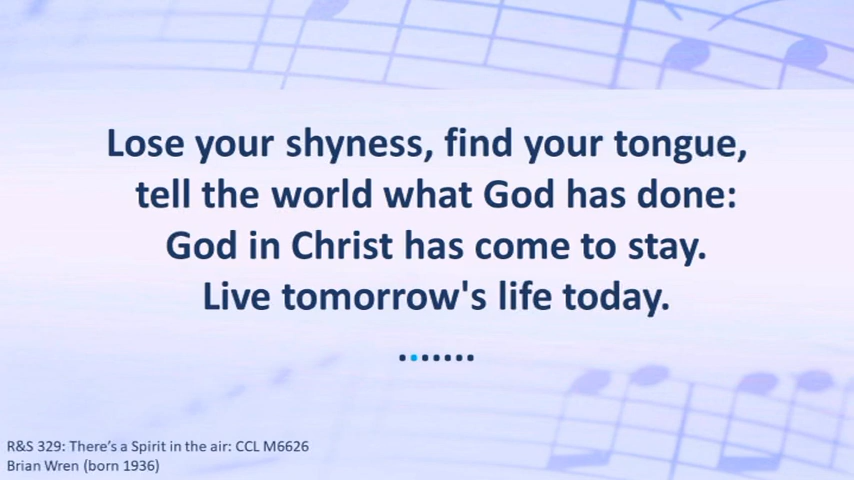 Lose your shyness, find your tongue,
tell the world what God has done:
God in Christ has come to stay.
Live tomorrow's life today.
.......
R&S 329: There’s a Spirit in the air: CCL M6626
Brian Wren (born 1936)